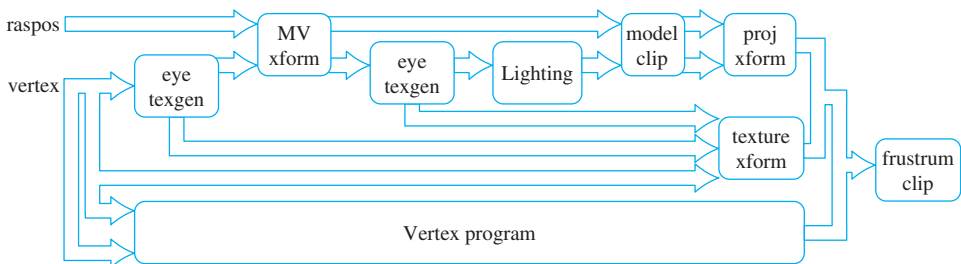 raspos
vertex
eye
texgen
MV
xform
eye
texgen
Lighting
model
clip
proj
xform
texture
xform
frustrum
clip
Vertex program